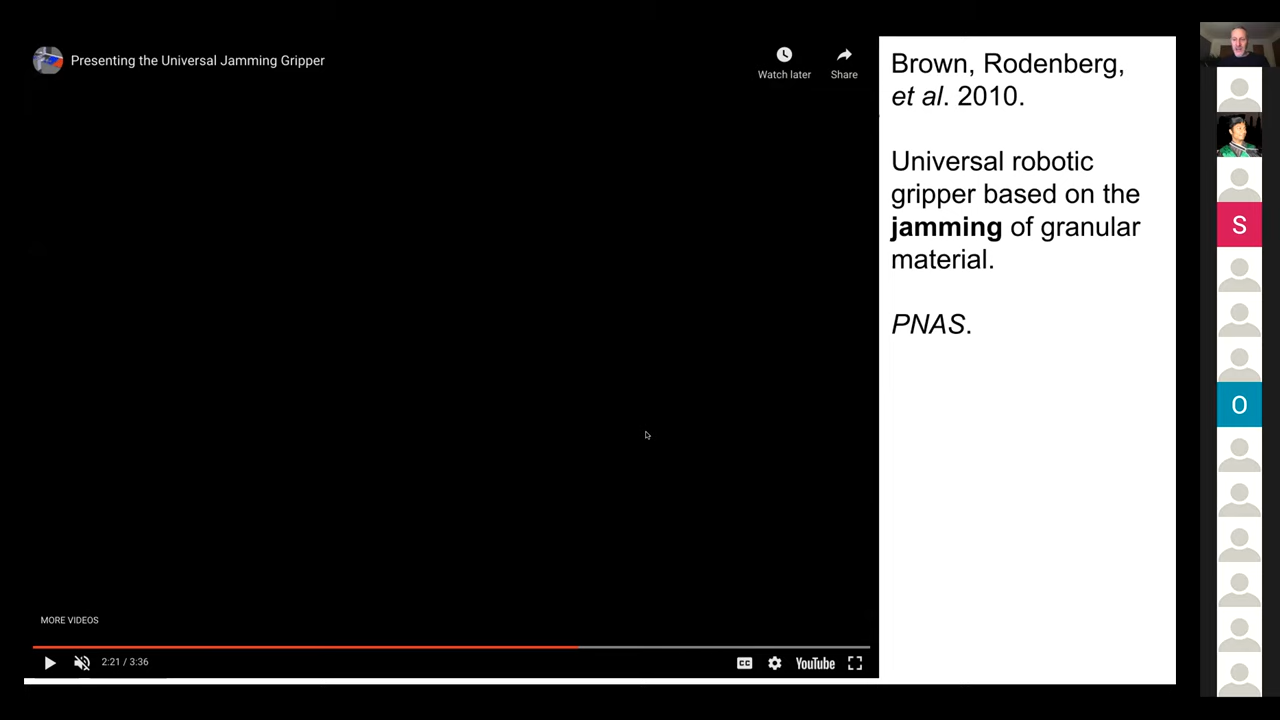 Presenting the Universal Jamming Gripper
Watch later
Share
Brown, Rodenberg,
et al. 2010.
Universal robotic
gripper based on the
jamming of granular
material.
PNAS.
S
O
MORE VIDEOS
2:21 / 3:36
CC
YouTube